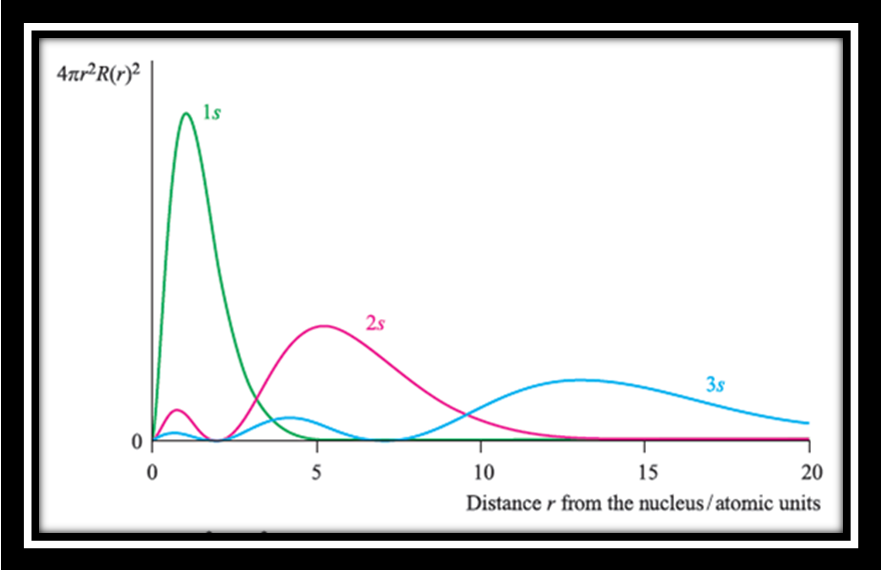 4πr²R(r)²
1s
2s
3s
0
0 5 10 15 20
Distance r from the nucleus/atomic units